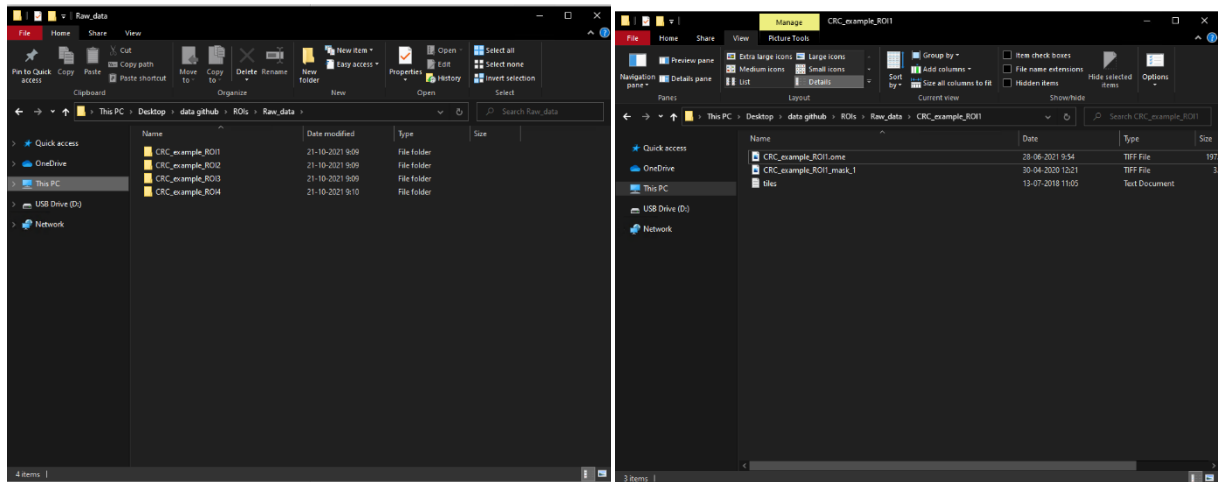 Raw_data
File Home Share View
Pin to Quick access Copy Paste Cut Copy path Paste shortcut Move to Copy to Delete Rename New folder New item Easy access Properties Open Edit History Select all Select none Invert selection
Clipboard Organize New Open Select
This PC › Desktop › data github › ROIs › Raw_data › Search Raw_data
Name Date modified Type Size
Quick access
OneDrive
This PC
USB Drive (D:)
Network
CRC_example_ROI1 21-10-2021 9:09 File folder
CRC_example_ROI2 21-10-2021 9:09 File folder
CRC_example_ROI3 21-10-2021 9:09 File folder
CRC_example_ROI4 21-10-2021 9:10 File folder
4 items
Manage CRC_example_ROI1
File Home Share View Picture Tools
Navigation pane Preview pane Details pane
Extra large icons Large icons
Medium icons Small icons
List Details
Sort by Group by Add columns Size all columns to fit
Item check boxes
File name extensions
Hidden items
Hide selected items Options
Panes Layout Current view Show/hide
This PC › Desktop › data github › ROIs › Raw_data › CRC_example_ROI1 Search CRC_example_ROI1
Name Date Type Size
Quick access
OneDrive
This PC
USB Drive (D:)
Network
CRC_example_ROI1.ome 28-06-2021 9:54 TIFF File 197
CRC_example_ROI1_mask_1 30-04-2020 12:21 TIFF File 3
tiles 13-07-2018 11:05 Text Document
3 items